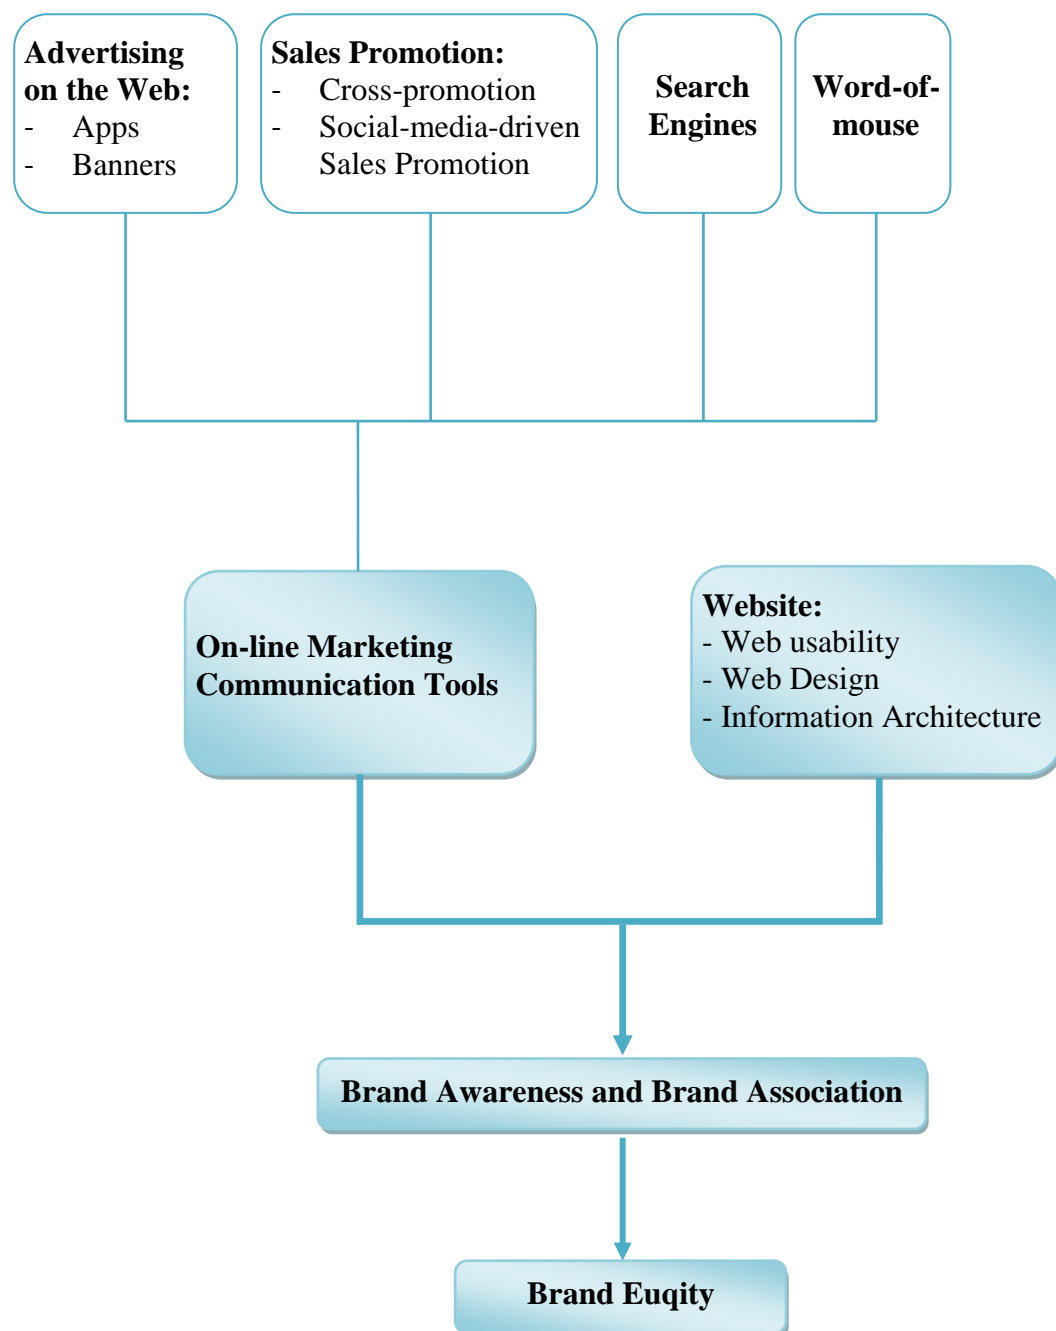 Advertising
on the Web:
- Apps
- Banners
Sales Promotion:
- Cross-promotion
- Social-media-driven
Sales Promotion
Search
Engines
Word-of-
mouse
On-line Marketing
Communication Tools
Website:
- Web usability
- Web Design
- Information Architecture
Brand Awareness and Brand Association
Brand Euqity